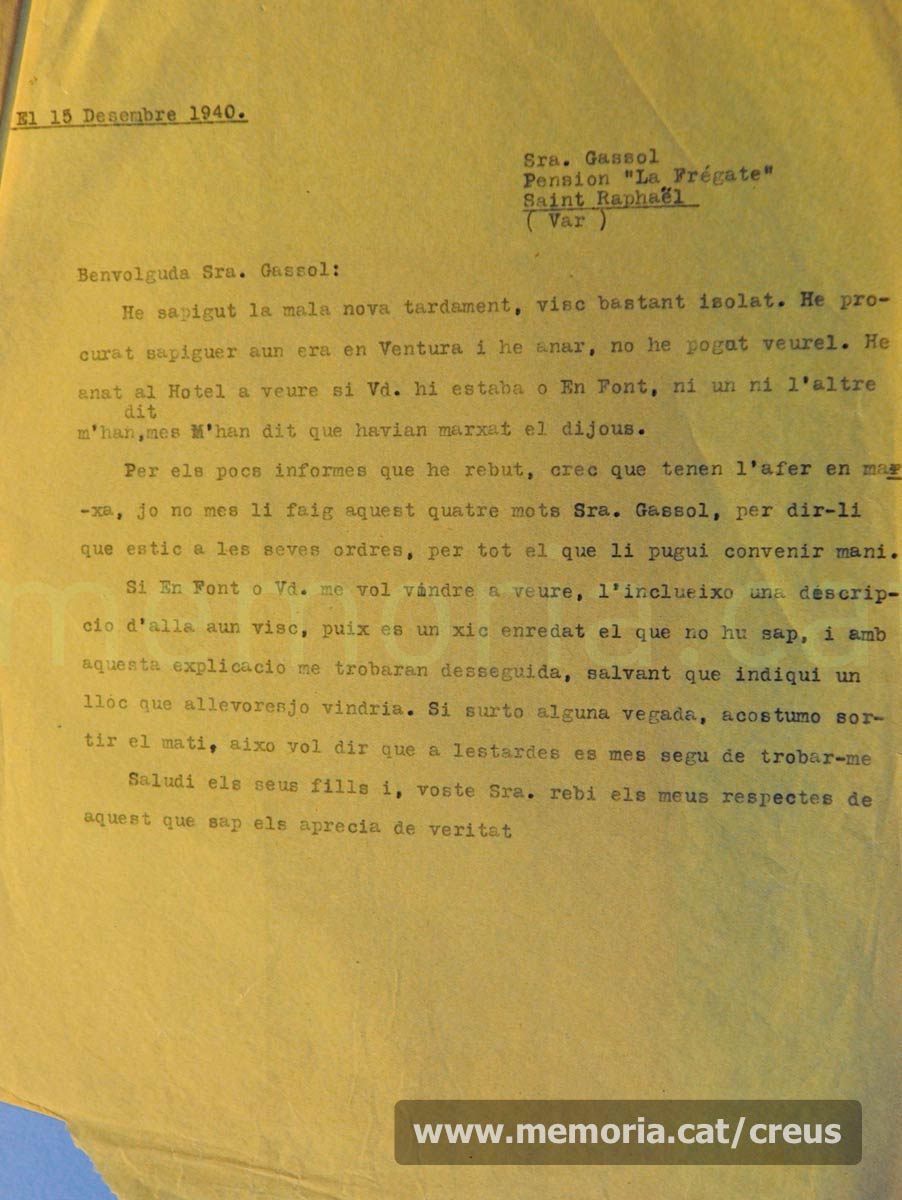 El 15 Desembre 1940.
Sra. Gassol
Pension "La Frégate"
Saint Raphaël
( Var )
Benvolguda Sra. Gassol:
He sapigut la mala nova tardament, visc bastant isolat. He pro-
curat sapiguer aun era en Ventura i he anar, no he pogut veurel. He
anat al Hotel a veure si Vd. hi estaba o En Font, ni un ni l'altre
dit
m'han,mes M'han dit que havian marxat el dijous.
Per els pocs informes que he rebut, crec que tenen l'afer en mar
-xa, jo no mes li faig aquest quatre mots Sra. Gassol, per dir-li
que estic a les seves ordres, per tot el que li pugui convenir mani.
Si En Font o Vd. me vol vindre a veure, l'inclueixo una descrip-
cio d'alla aun visc, puix es un xic enredat el que no hu sap, i amb
aquesta explicacio me trobaran desseguida, salvant que indiqui un
lloc que allevoresjo vindria. Si surto alguna vegada, acostumo sor-
tir el mati, aixo vol dir que a lestardes es mes segu de trobar-me
Saludi els seus fills i, voste Sra. rebi els meus respectes de
aquest que sap els aprecia de veritat
memoria.cat
www.memoria.cat/creus